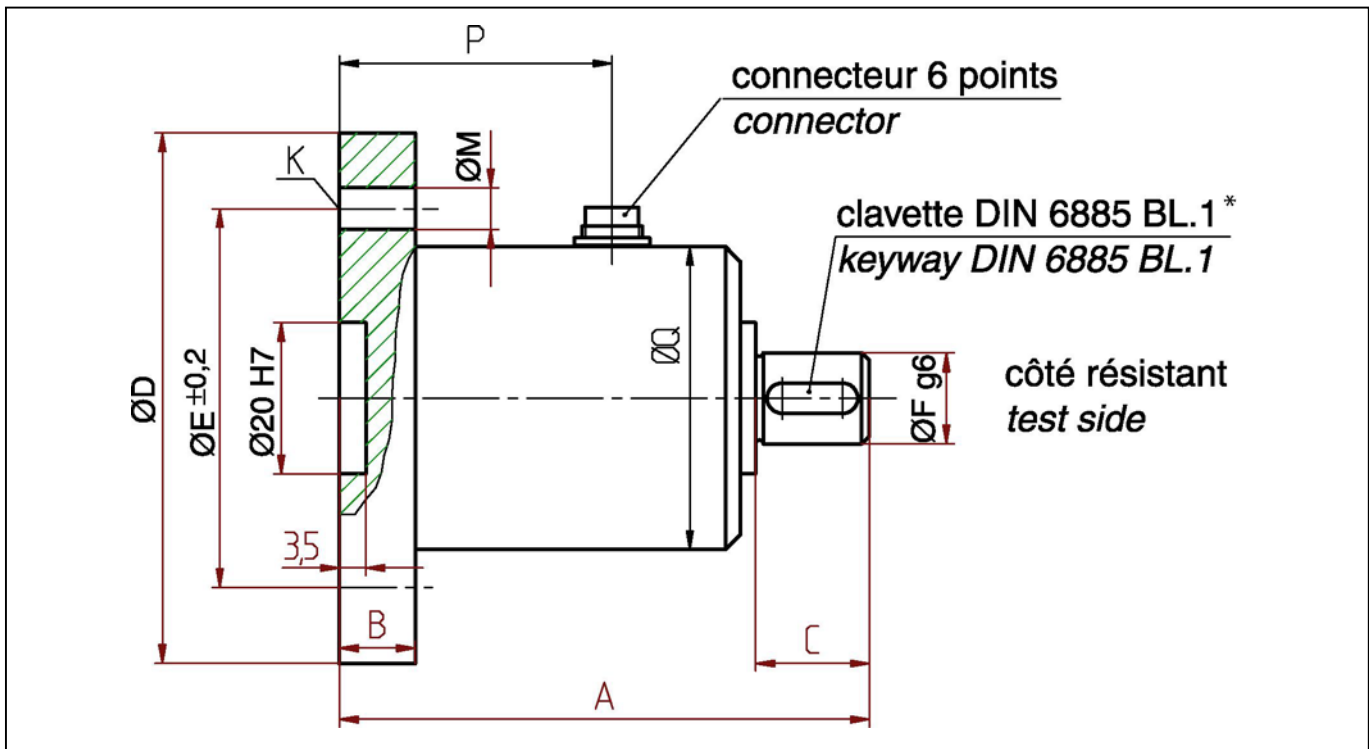 P
connecteur 6 points
connector
K
ØM
clavette DIN 6885 BL.1*
keyway DIN 6885 BL.1
ØD
ØE ±0,2
Ø20 H7
ØQ
ØF g6
côté résistant
test side
3,5
B
C
A